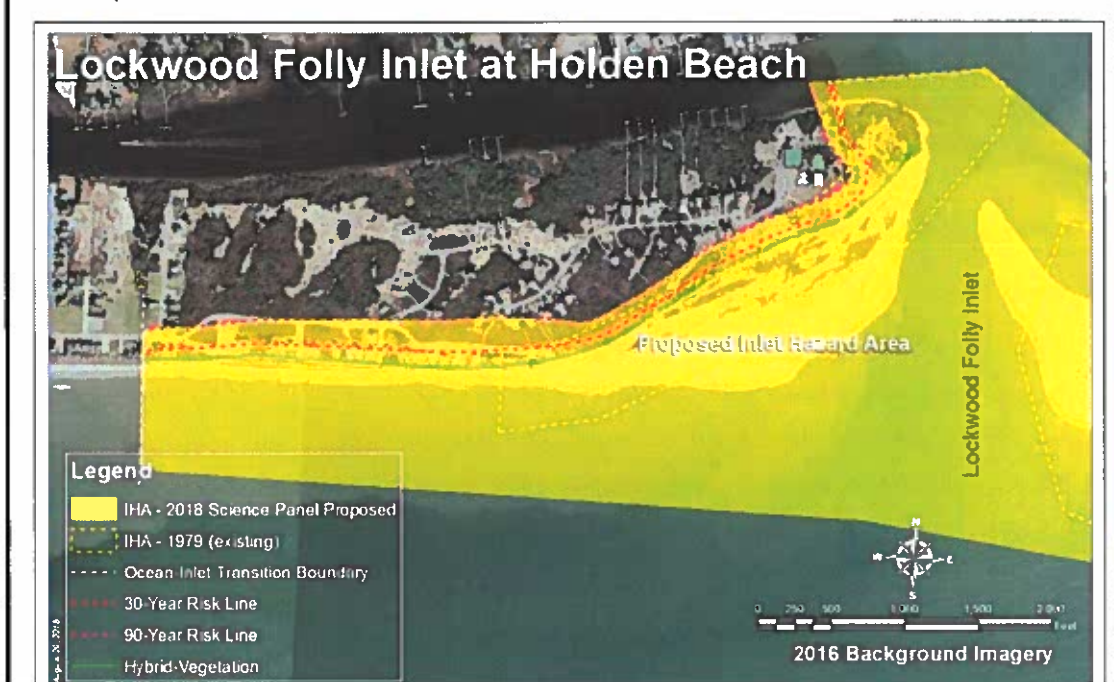 Lockwood Folly Inlet at Holden Beach
Proposed Inlet Hazard Area
Lockwood Folly Inlet
Legend
IHA - 2018 Science Panel Proposed
IHA - 1979 (existing)
Ocean-Inlet Transition Boundary
30-Year Risk Line
90-Year Risk Line
Hybrid-Vegetation
N
W E
S
0 250 500 1,000 1,500 2,000
Feet
2016 Background Imagery